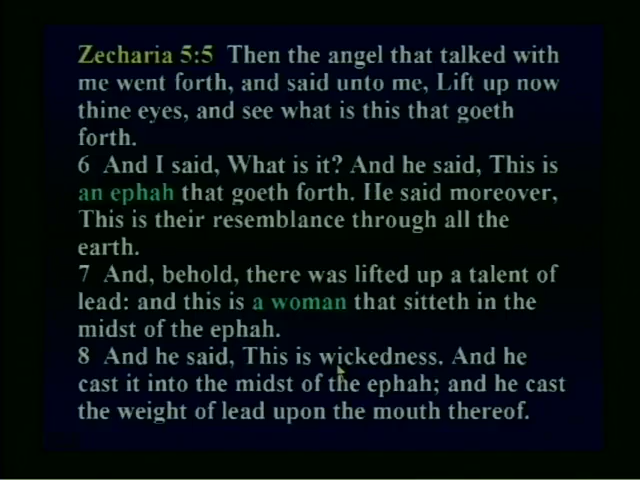 Zecharia 5:5 Then the angel that talked with
me went forth, and said unto me, Lift up now
thine eyes, and see what is this that goeth
forth.
6 And I said, What is it? And he said, This is
an ephah that goeth forth. He said moreover,
This is their resemblance through all the
earth.
7 And, behold, there was lifted up a talent of
lead: and this is a woman that sitteth in the
midst of the ephah.
8 And he said, This is wickedness. And he
cast it into the midst of the ephah; and he cast
the weight of lead upon the mouth thereof.